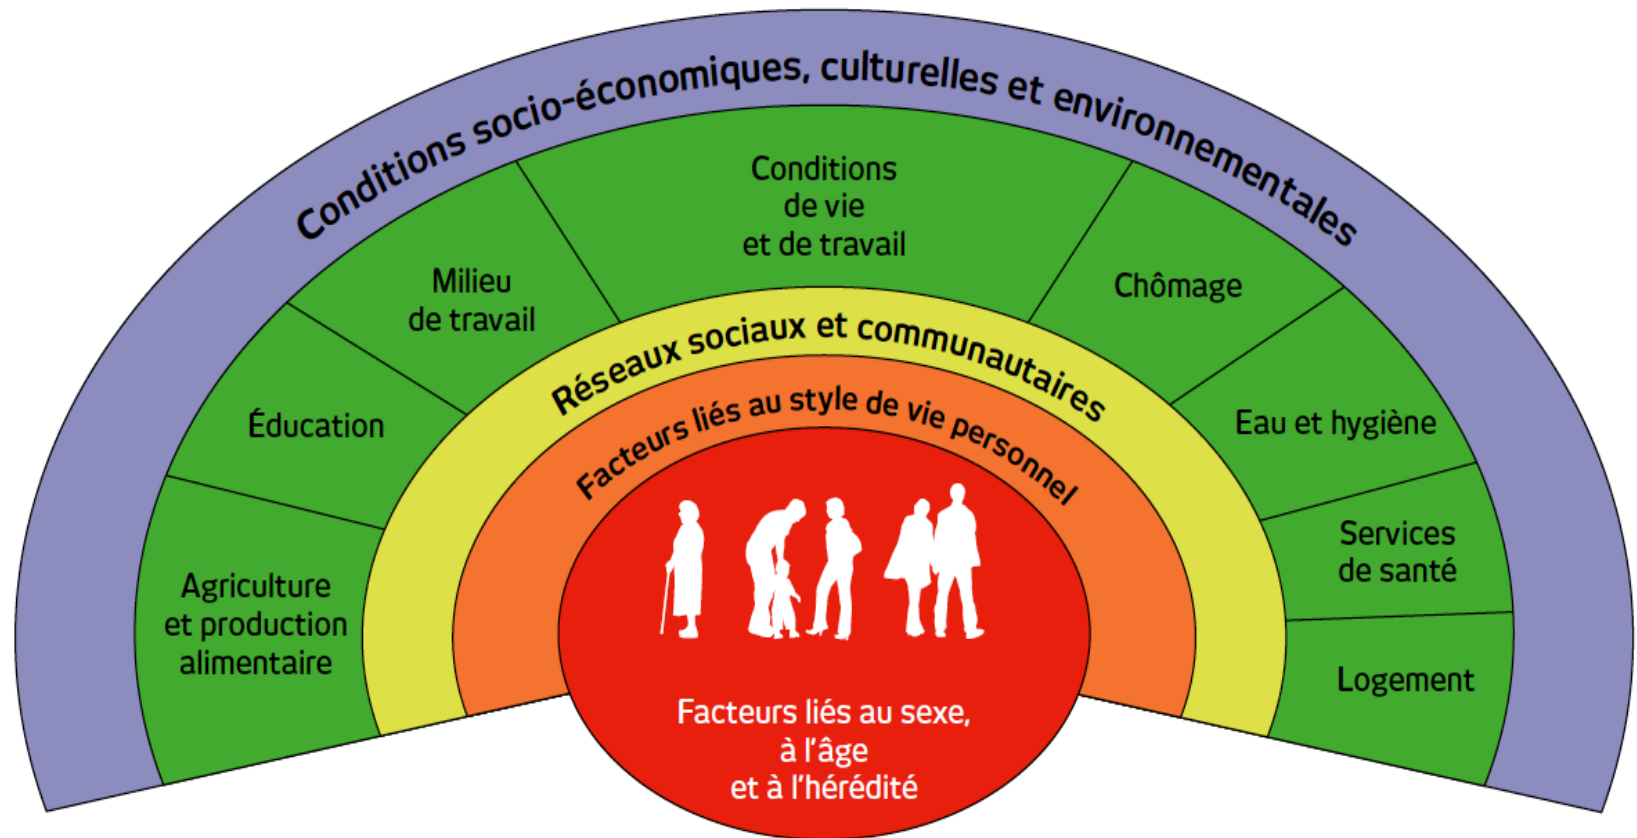 Conditions socio-économiques, culturelles et environnementales
Conditions
de vie
et de travail
Milieu
de travail
Chômage
Éducation
Eau et hygiène
Agriculture
et production
alimentaire
Services
de santé
Logement
Réseaux sociaux et communautaires
Facteurs liés au style de vie personnel
Facteurs liés au sexe,
à l'âge
et à l'hérédité